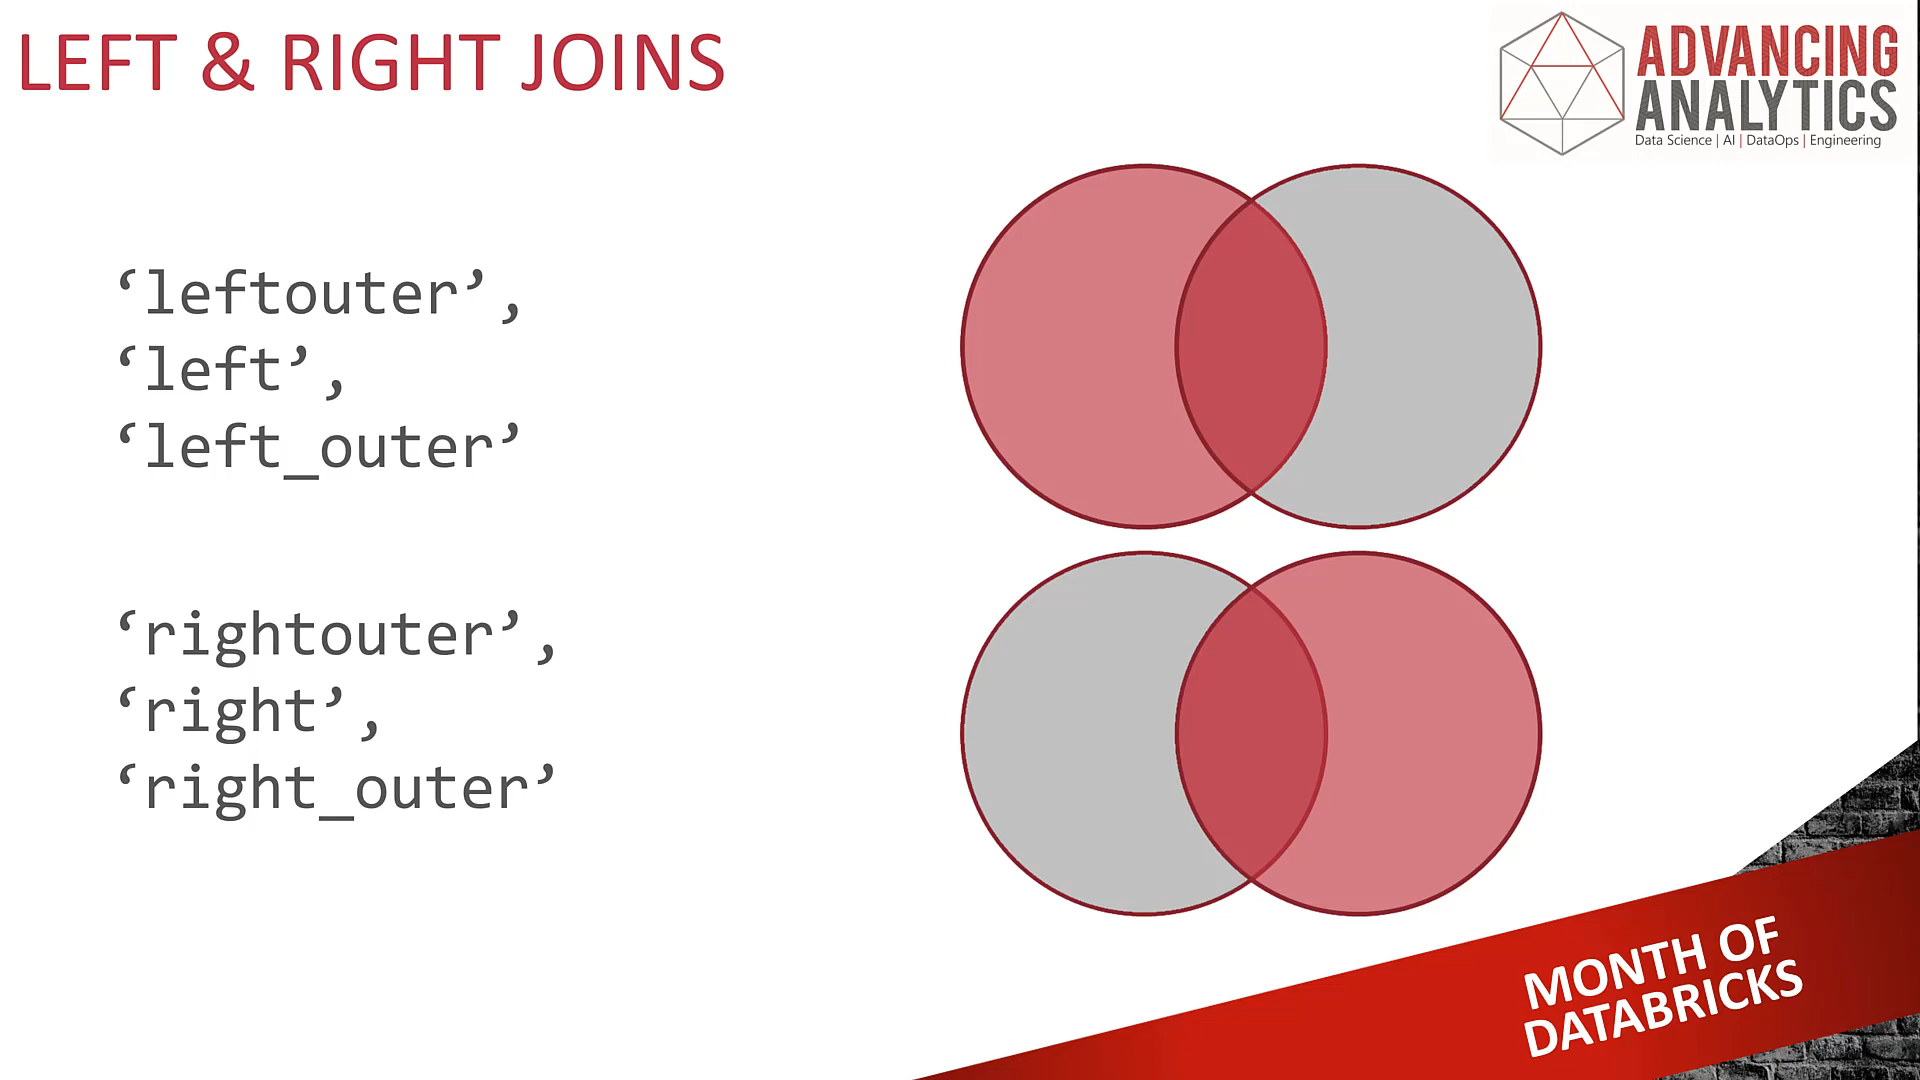 LEFT & RIGHT JOINS
ADVANCING
ANALYTICS
Data Science | AI | DataOps | Engineering
‘leftouter’,
‘left’,
‘left_outer’
‘rightouter’,
‘right’,
‘right_outer’
MONTH OF
DATABRICKS